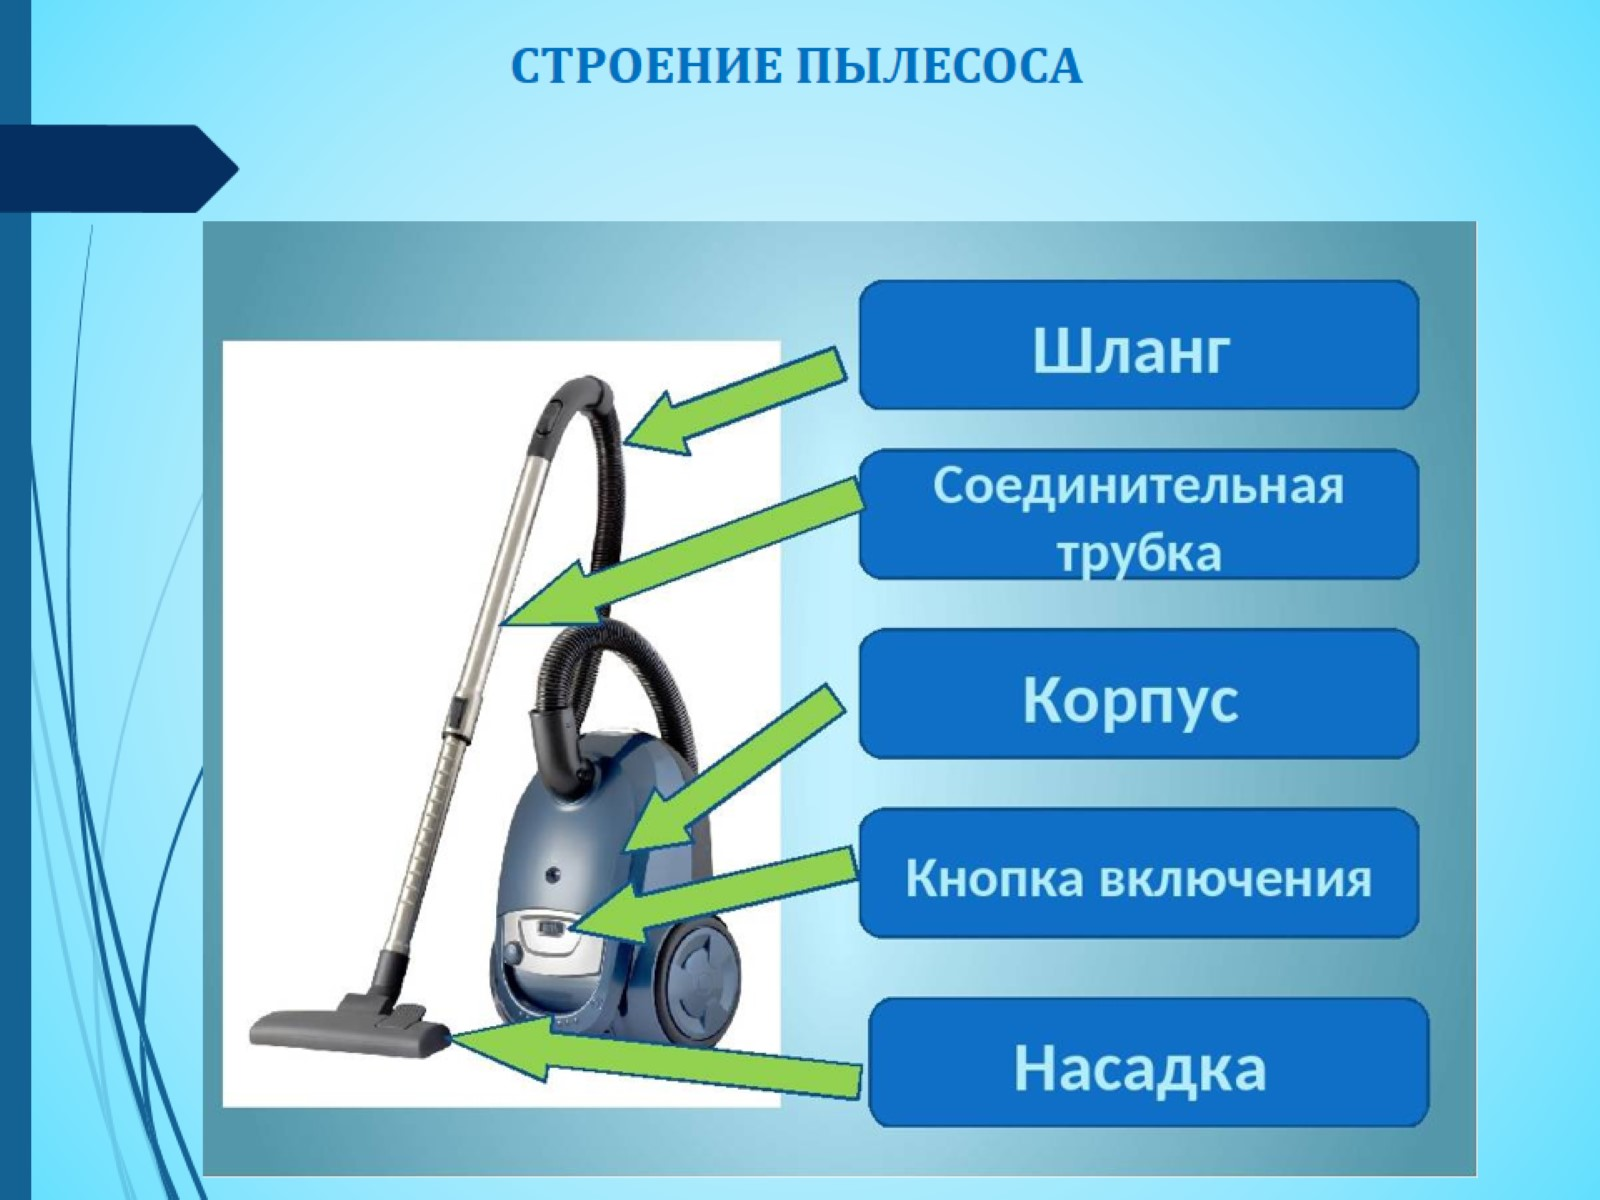 СТРОЕНИЕ ПЫЛЕСОСА
Шланг
Соединительная
трубка
Корпус
Кнопка включения
Насадка